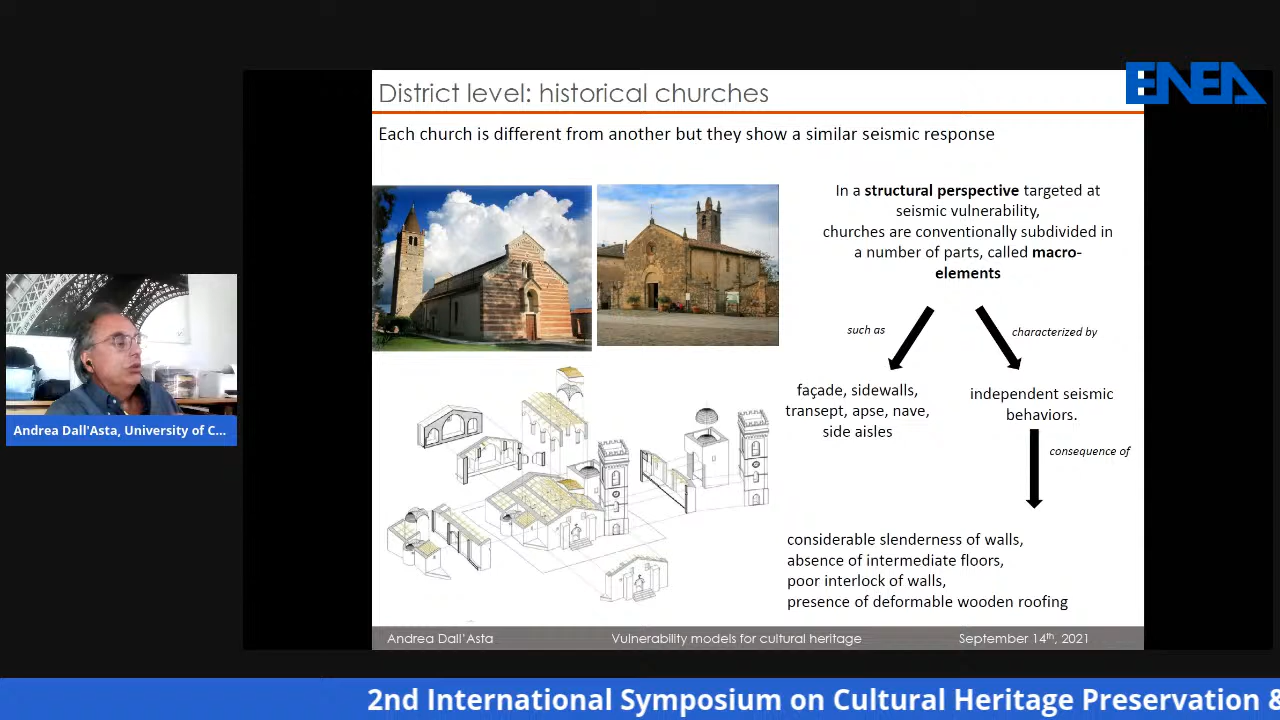 ENEA
District level: historical churches
Each church is different from another but they show a similar seismic response
In a structural perspective targeted at
seismic vulnerability,
churches are conventionally subdivided in
a number of parts, called macro-
elements
such as
characterized by
façade, sidewalls,
transept, apse, nave,
side aisles
independent seismic
behaviors.
consequence of
considerable slenderness of walls,
absence of intermediate floors,
poor interlock of walls,
presence of deformable wooden roofing
Andrea Dall'Asta, University of C...
Andrea Dall’Asta
Vulnerability models for cultural heritage
September 14th, 2021
2nd International Symposium on Cultural Heritage Preservation &